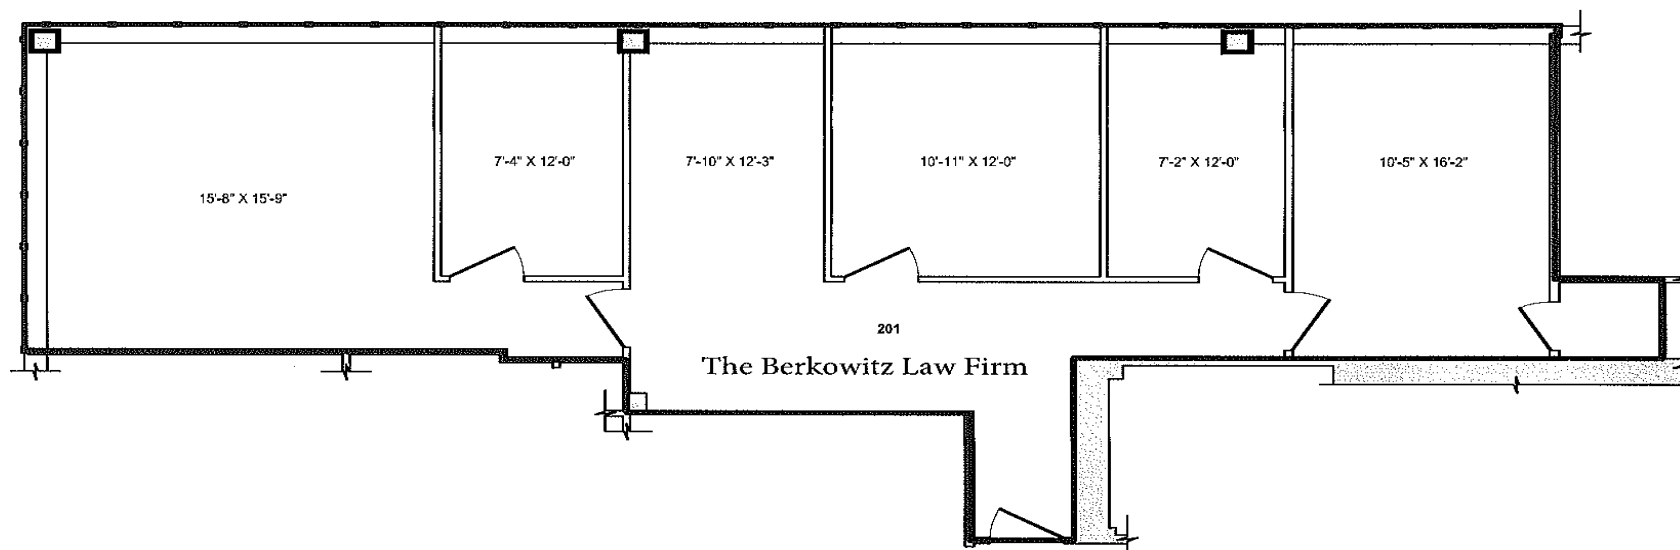 15'-8" X 15'-9"
7'-4" X 12'-0"
7'-10" X 12'-3"
10'-11" X 12'-0"
7'-2" X 12'-0"
10'-5" X 16'-2"
201
The Berkowitz Law Firm